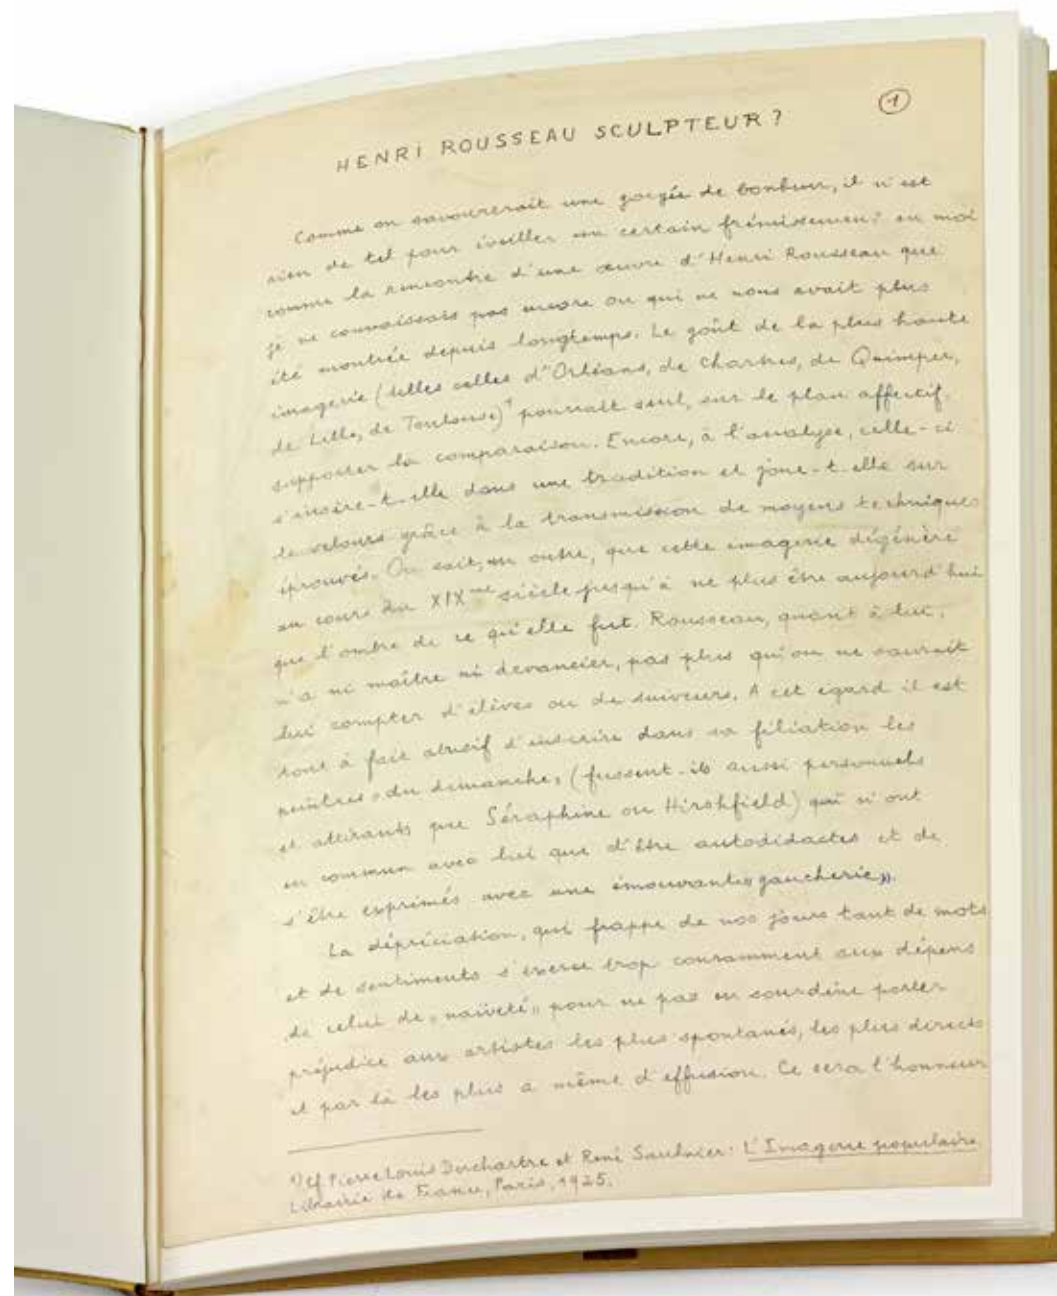 1
HENRI ROUSSEAU SCULPTEUR ?
Comme on savourerait une gorgée de bonheur, il n'est
rien de tel pour éveiller un certain frémissement en moi
comme la rencontre d'une œuvre d'Henri Rousseau que
je ne connaissais pas encore ou qui ne nous avait plus
été montrée depuis longtemps. Le goût de la plus haute
imagerie (telles celles d'Orléans, de Chartres, de Quimper,
de Lille, de Toulouse)¹ pourrait seul, sur le plan affectif,
supporter la comparaison. Encore, à l'analyse, celle-ci
s'insère-t-elle dans une tradition et joue-t-elle sur
le velours grâce à la transmission de moyens techniques
éprouvés. On sait, en outre, que cette imagerie dégénère
au cours du XIXme siècle jusqu'à ne plus être aujourd'hui
que l'ombre de ce qu'elle fut. Rousseau, quant à lui,
n'a ni maître ni devancier, pas plus qu'on ne saurait
lui compter d'élèves ou de suiveurs. A cet égard il est
tout à fait abusif d'inscrire dans sa filiation les
peintres « du dimanche » (fussent-ils aussi personnels
et attirants que Séraphine ou Hirshfield) qui n'ont
en commun avec lui que d'être autodidactes et de
s'être exprimés avec une émouvante « gaucherie ».
La dépréciation, qui frappe de nos jours tant de mots
et de sentiments s'exerce trop couramment aux dépens
de celui de « naïveté » pour ne pas en sourdine porter
préjudice aux artistes les plus spontanés, les plus directs
et par là les plus a même d'effusion. Ce sera l'honneur
1) Cf Pierre Louis Duchartre et René Saulnier : L'Imagerie populaire,
Librairie de France, Paris, 1925.